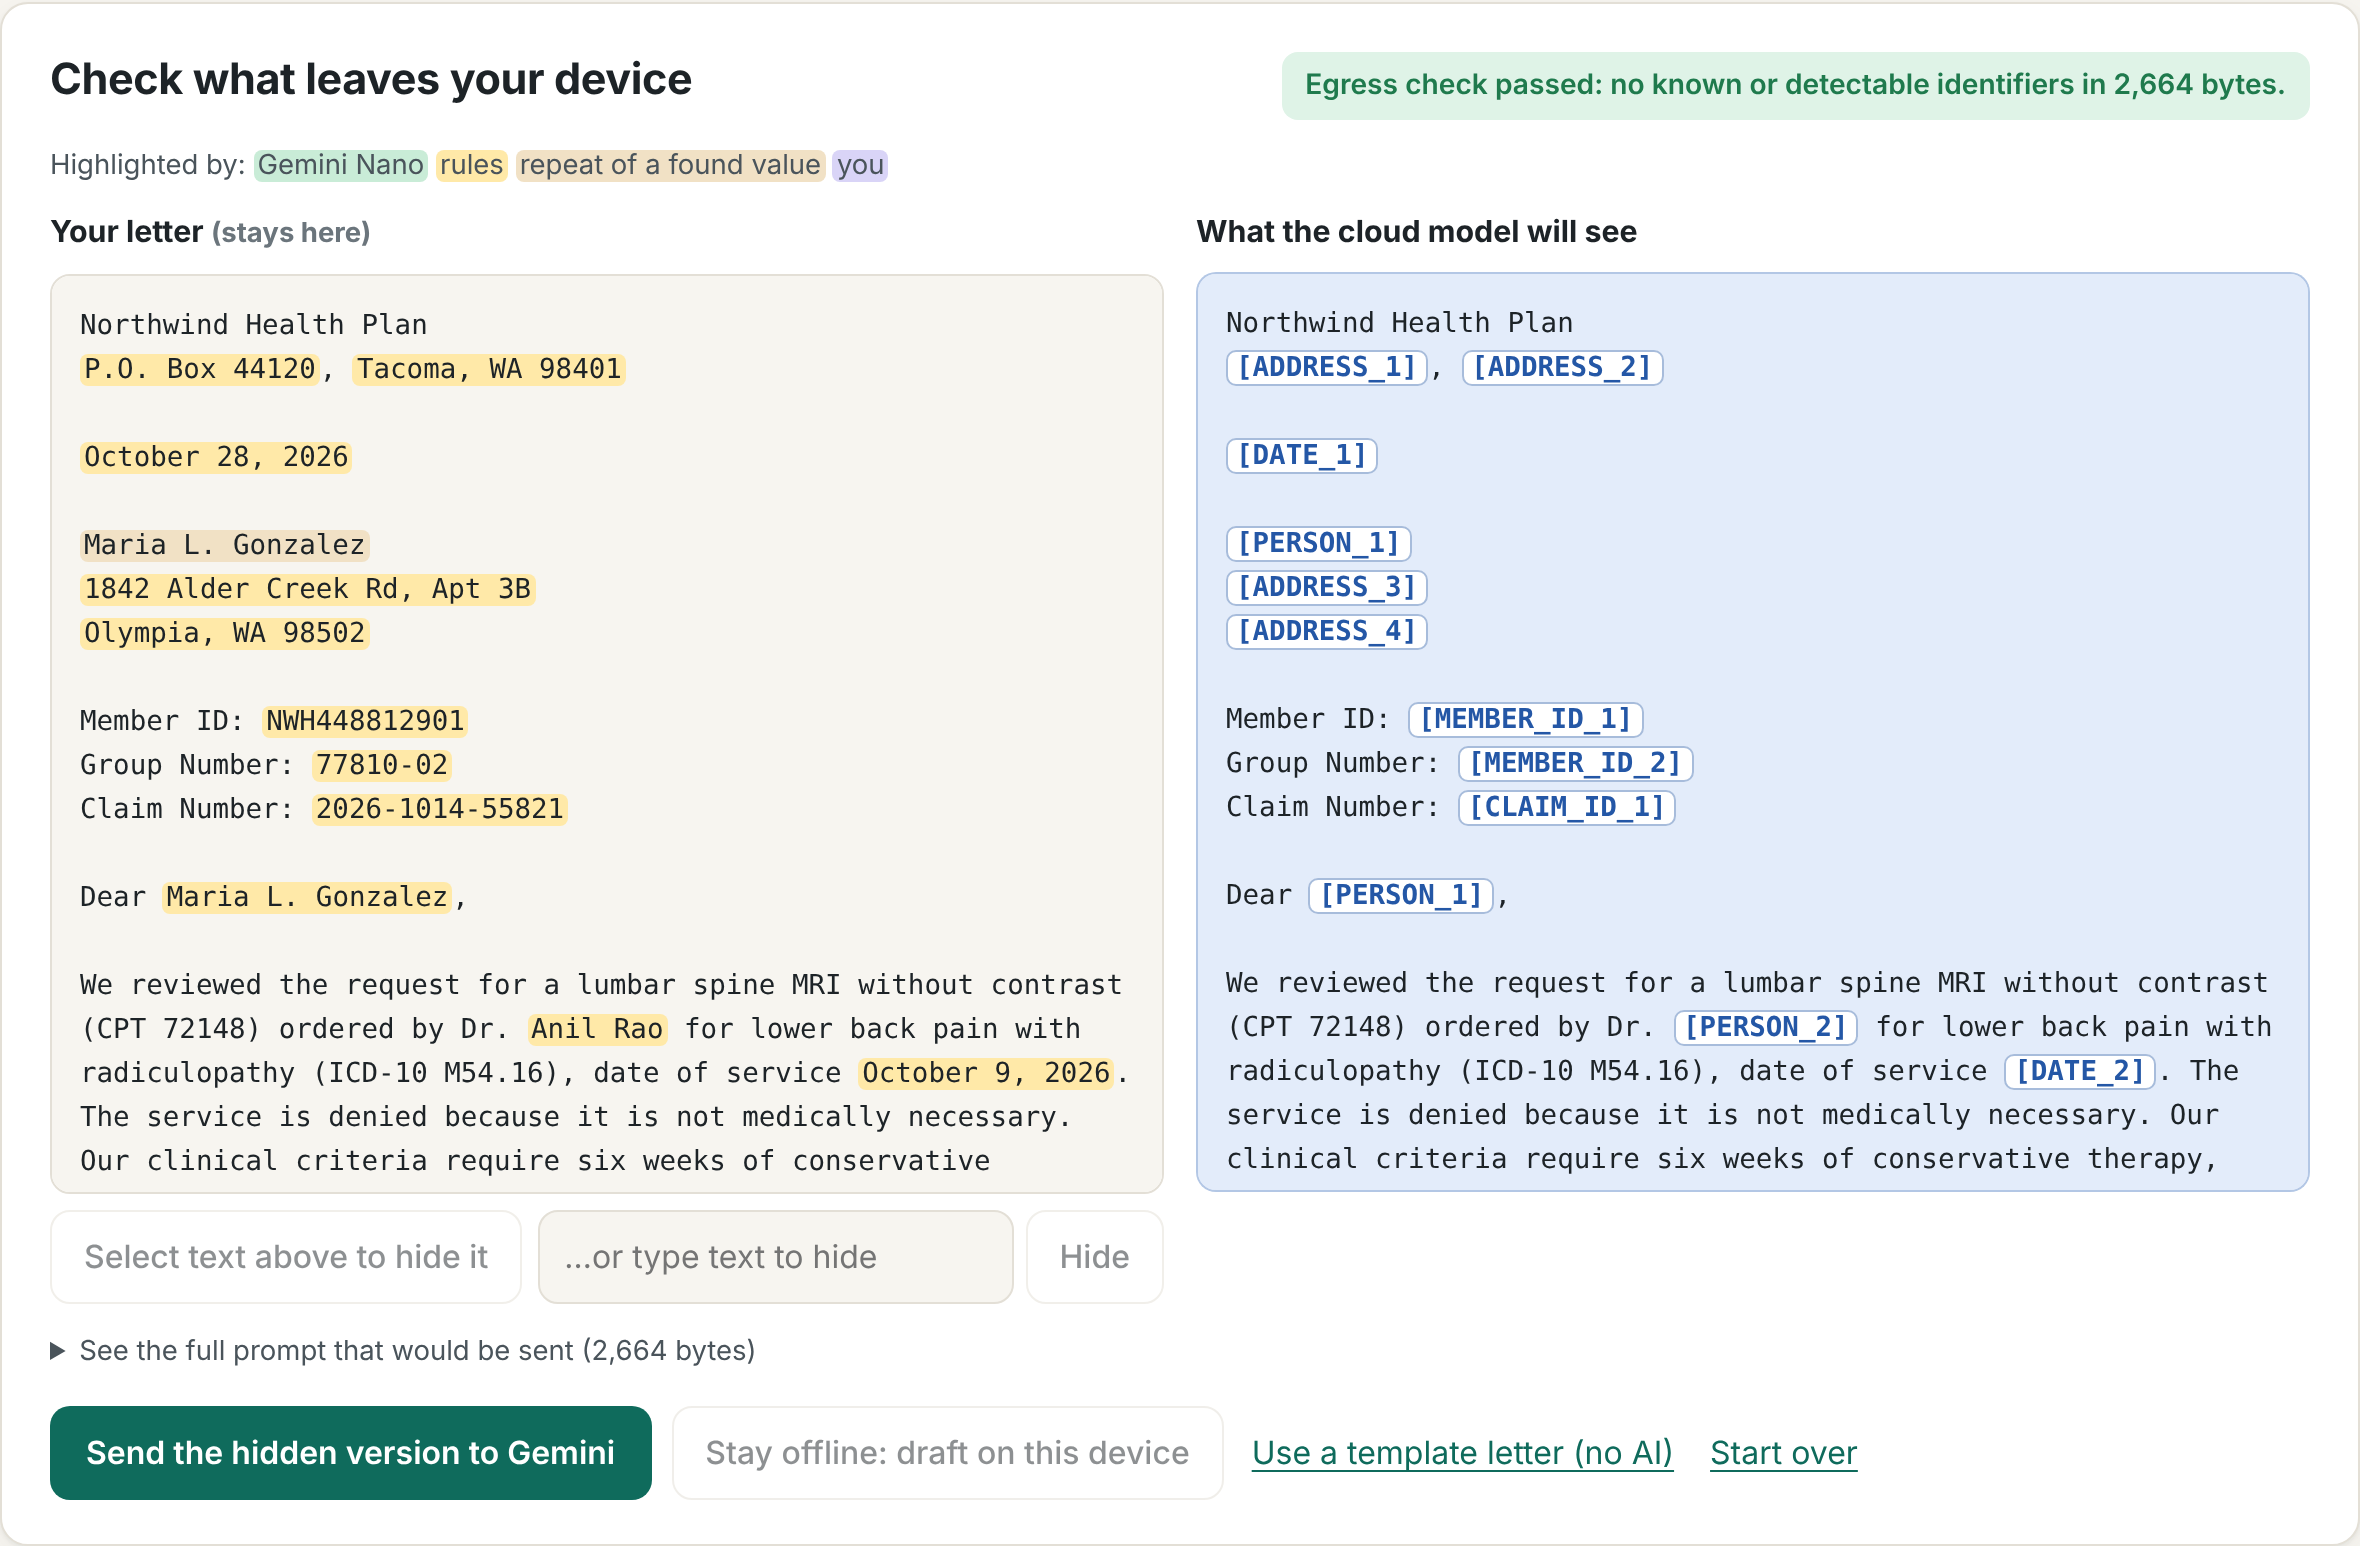 Check what leaves your device
Egress check passed: no known or detectable identifiers in 2,664 bytes.
Highlighted by: Gemini Nano rules repeat of a found value you
Your letter (stays here)
Northwind Health Plan
P.O. Box 44120, Tacoma, WA 98401
October 28, 2026
Maria L. Gonzalez
1842 Alder Creek Rd, Apt 3B
Olympia, WA 98502
Member ID: NWH448812901
Group Number: 77810-02
Claim Number: 2026-1014-55821
Dear Maria L. Gonzalez,
We reviewed the request for a lumbar spine MRI without contrast
(CPT 72148) ordered by Dr. Anil Rao for lower back pain with
radiculopathy (ICD-10 M54.16), date of service October 9, 2026.
The service is denied because it is not medically necessary.
Our clinical criteria require six weeks of conservative
Select text above to hide it
...or type text to hide
Hide
What the cloud model will see
Northwind Health Plan
[ADDRESS_1], [ADDRESS_2]
[DATE_1]
[PERSON_1]
[ADDRESS_3]
[ADDRESS_4]
Member ID: [MEMBER_ID_1]
Group Number: [MEMBER_ID_2]
Claim Number: [CLAIM_ID_1]
Dear [PERSON_1],
We reviewed the request for a lumbar spine MRI without contrast
(CPT 72148) ordered by Dr. [PERSON_2] for lower back pain with
radiculopathy (ICD-10 M54.16), date of service [DATE_2]. The
service is denied because it is not medically necessary. Our
clinical criteria require six weeks of conservative therapy,
See the full prompt that would be sent (2,664 bytes)
Send the hidden version to Gemini
Stay offline: draft on this device
Use a template letter (no AI)
Start over